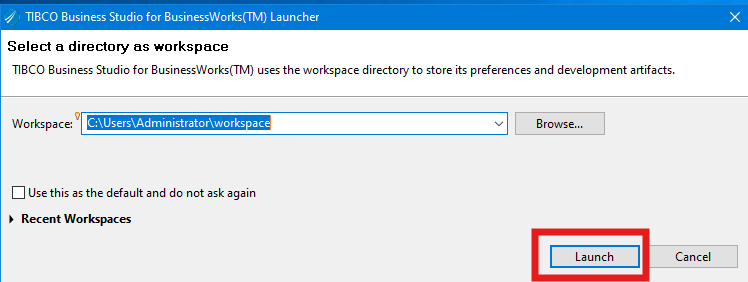 TIBCO Business Studio for BusinessWorks(TM) Launcher
Select a directory as workspace
TIBCO Business Studio for BusinessWorks(TM) uses the workspace directory to store its preferences and development artifacts.
Workspace: C:\Users\Administrator\workspace Browse...
Use this as the default and do not ask again
Recent Workspaces
Launch Cancel